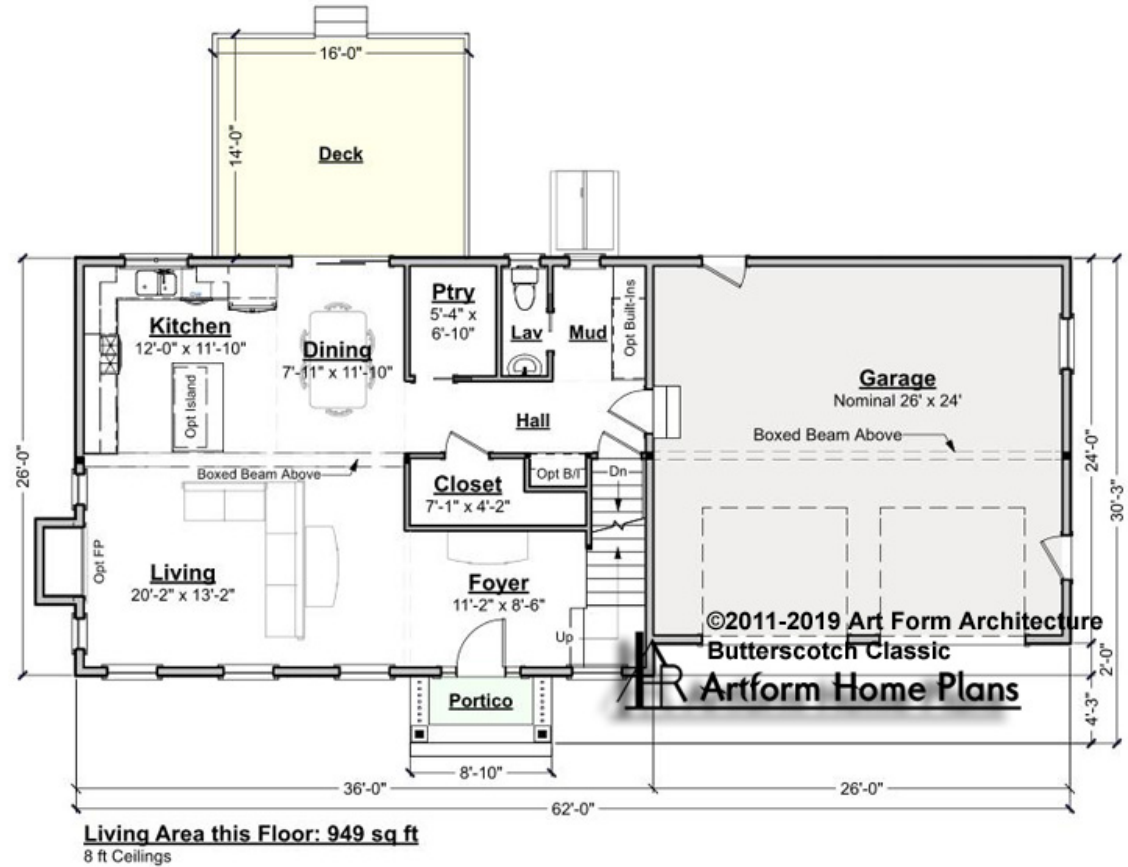 16'-0"
14'-0"
Deck
Kitchen
12'-0" x 11'-10"
Dining
7'-11" x 11'-10"
Ptry
5'-4" x
6'-10"
Lav
Mud
Opt Built-Ins
Opt Island
Hall
Garage
Nominal 26' x 24'
Boxed Beam Above
Boxed Beam Above
Closet
7'-1" x 4'-2"
Opt B/I
Dn
26'-0"
24'-0"
30'-3"
Opt FP
Living
20'-2" x 13'-2"
Foyer
11'-2" x 8'-6"
Up
©2011-2019 Art Form Architecture
Butterscotch Classic
Artform Home Plans
2'-0"
4'-3"
Portico
8'-10"
36'-0"
26'-0"
62'-0"
Living Area this Floor: 949 sq ft
8 ft Ceilings